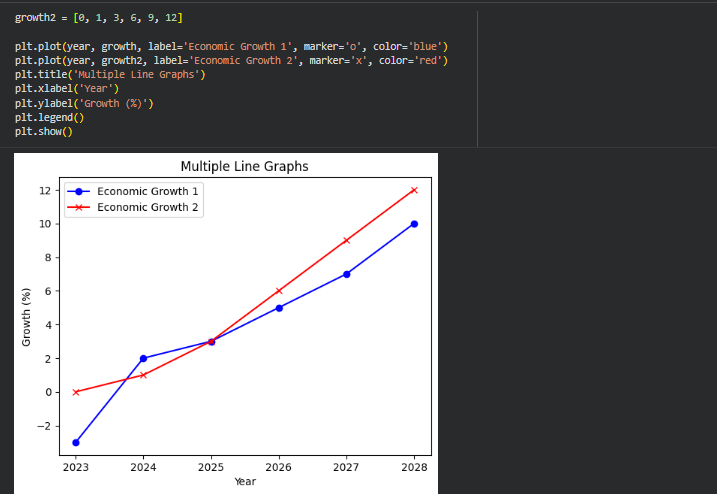 growth2 = [0, 1, 3, 6, 9, 12]
plt.plot(year, growth, label='Economic Growth 1', marker='o', color='blue')
plt.plot(year, growth2, label='Economic Growth 2', marker='x', color='red')
plt.title('Multiple Line Graphs')
plt.xlabel('Year')
plt.ylabel('Growth (%)')
plt.legend()
plt.show()
Multiple Line Graphs
Economic Growth 1
Economic Growth 2
12
10
8
6
4
2
0
−2
Growth (%)
2023 2024 2025 2026 2027 2028
Year